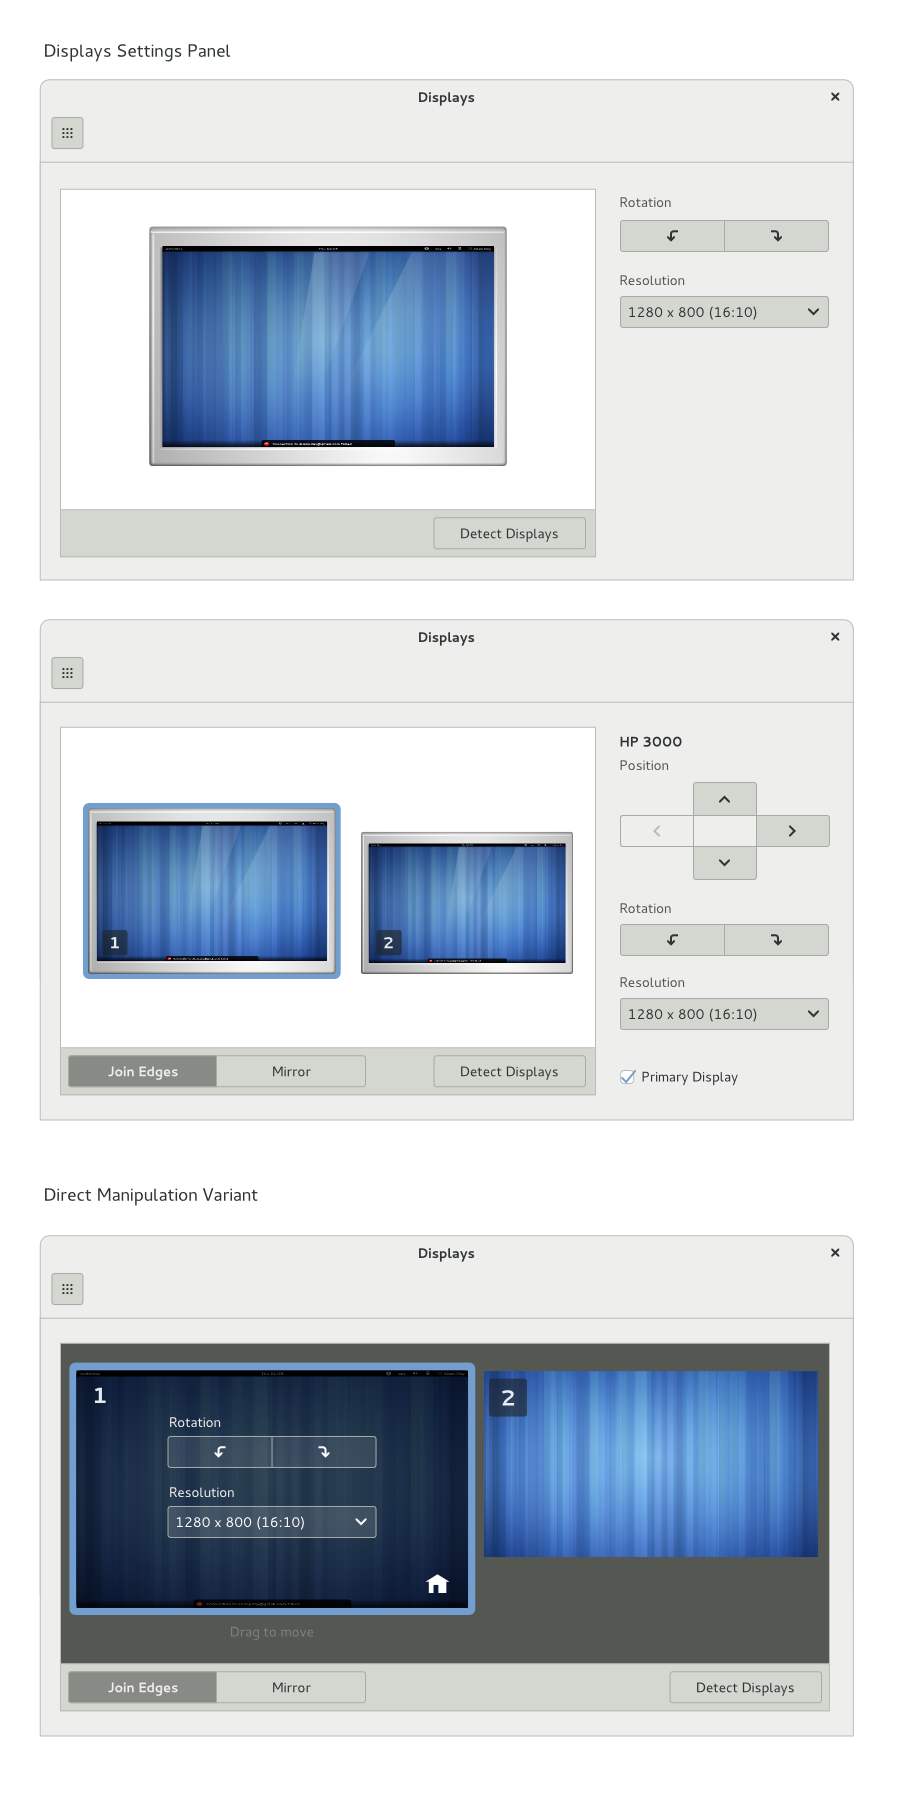 Displays Settings Panel
Displays
Rotation
Resolution
1280 x 800 (16:10)
Detect Displays
Displays
HP 3000
Position
1
2
Rotation
Resolution
1280 x 800 (16:10)
Join Edges
Mirror
Detect Displays
Primary Display
Direct Manipulation Variant
Displays
1
2
Rotation
Resolution
1280 x 800 (16:10)
Drag to move
Join Edges
Mirror
Detect Displays